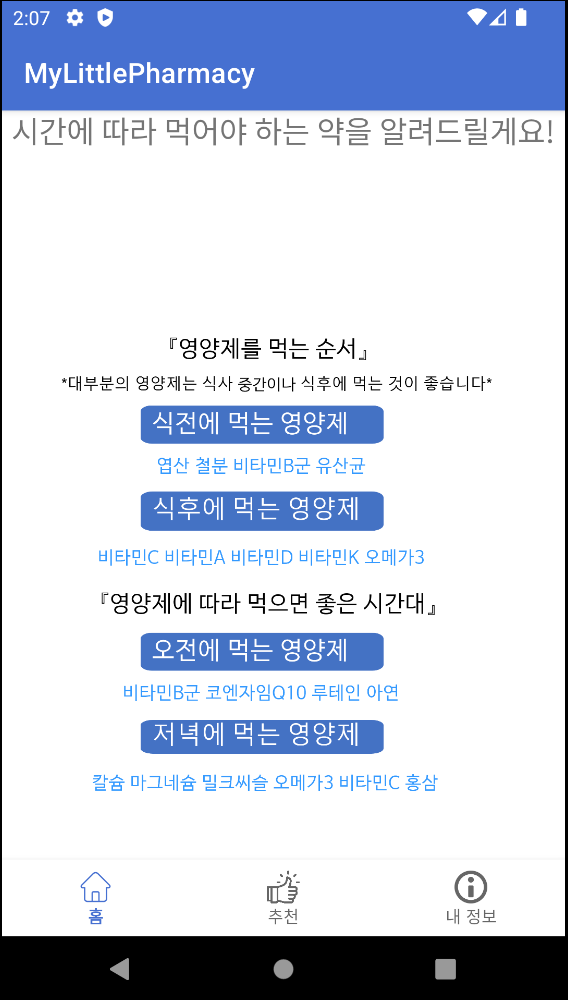 2:07
MyLittlePharmacy
시간에 따라 먹어야 하는 약을 알려드릴게요!
『영양제를 먹는 순서』
*대부분의 영양제는 식사 중간이나 식후에 먹는 것이 좋습니다*
식전에 먹는 영양제
엽산 철분 비타민B군 유산균
식후에 먹는 영양제
비타민C 비타민A 비타민D 비타민K 오메가3
『영양제에 따라 먹으면 좋은 시간대』
오전에 먹는 영양제
비타민B군 코엔자임Q10 루테인 아연
저녁에 먹는 영양제
칼슘 마그네슘 밀크씨슬 오메가3 비타민C 홍삼
홈 추천 내 정보